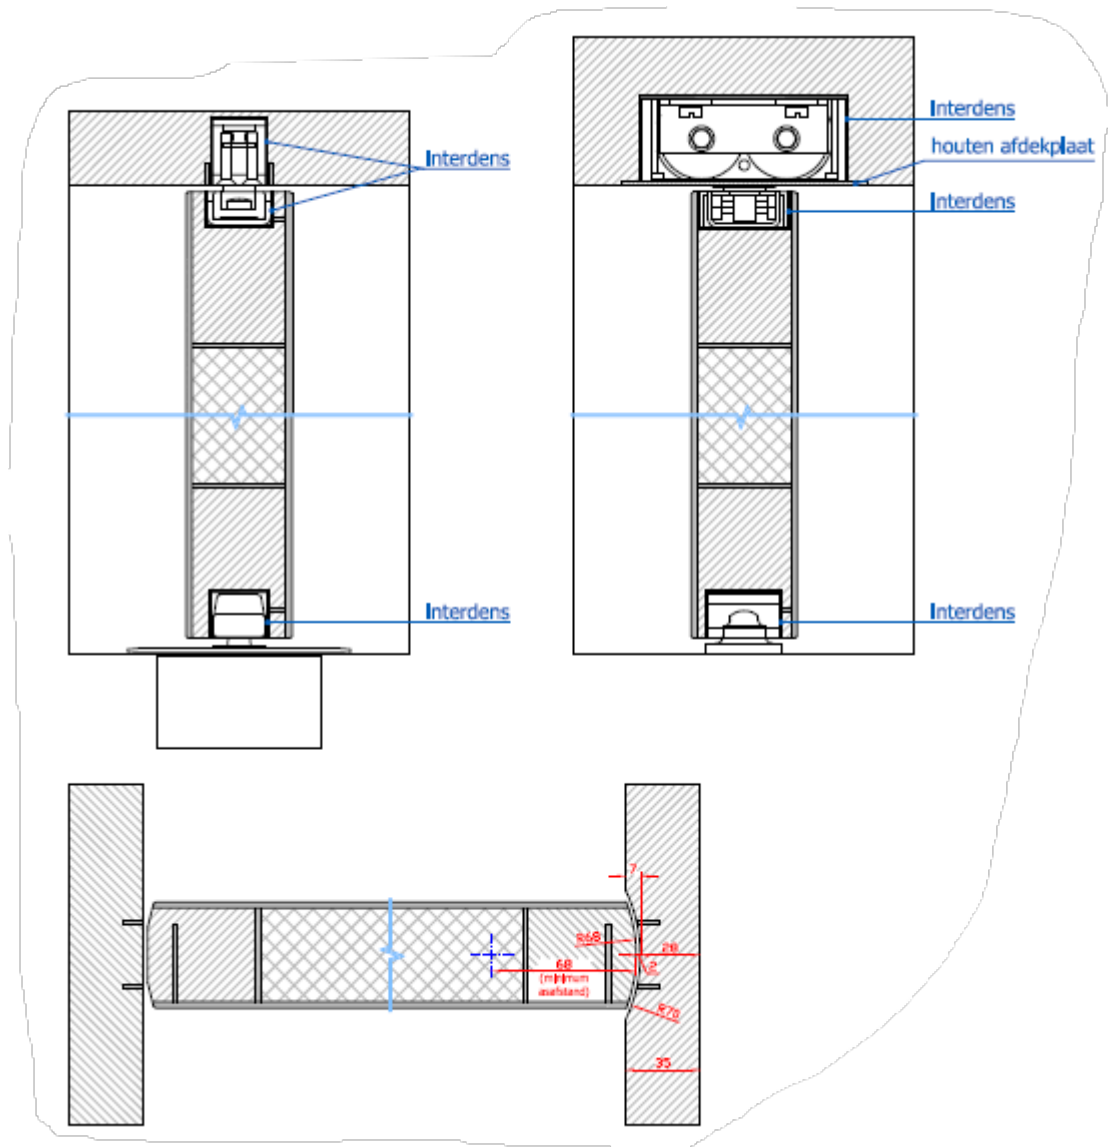 Interdens
Interdens
houten afdekplaat
Interdens
Interdens
Interdens
7
R68
28
68
2
(minimum
asafstand)
R70
35